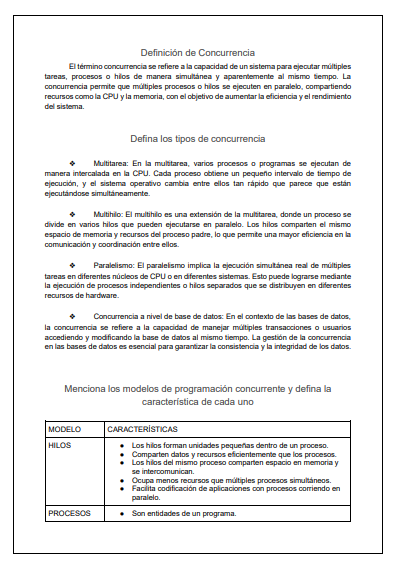 Definición de Concurrencia
El término concurrencia se refiere a la capacidad de un sistema para ejecutar múltiples
tareas, procesos o hilos de manera simultánea y aparentemente al mismo tiempo. La
concurrencia permite que múltiples procesos o hilos se ejecuten en paralelo, compartiendo
recursos como la CPU y la memoria, con el objetivo de aumentar la eficiencia y el rendimiento
del sistema.
Defina los tipos de concurrencia
❖ Multitarea: En la multitarea, varios procesos o programas se ejecutan de
manera intercalada en la CPU. Cada proceso obtiene un pequeño intervalo de tiempo de
ejecución, y el sistema operativo cambia entre ellos tan rápido que parece que están
ejecutándose simultáneamente.
❖ Multihilo: El multihilo es una extensión de la multitarea, donde un proceso se
divide en varios hilos que pueden ejecutarse en paralelo. Los hilos comparten el mismo
espacio de memoria y recursos del proceso padre, lo que permite una mayor eficiencia en la
comunicación y coordinación entre ellos.
❖ Paralelismo: El paralelismo implica la ejecución simultánea real de múltiples
tareas en diferentes núcleos de CPU o en diferentes sistemas. Esto puede lograrse mediante
la ejecución de procesos independientes o hilos separados que se distribuyen en diferentes
recursos de hardware.
❖ Concurrencia a nivel de base de datos: En el contexto de las bases de datos,
la concurrencia se refiere a la capacidad de manejar múltiples transacciones o usuarios
accediendo y modificando la base de datos al mismo tiempo. La gestión de la concurrencia
en las bases de datos es esencial para garantizar la consistencia y la integridad de los datos.
Menciona los modelos de programación concurrente y defina la
característica de cada uno
MODELO CARACTERÍSTICAS
HILOS
● Los hilos forman unidades pequeñas dentro de un proceso.
● Comparten datos y recursos eficientemente que los procesos.
● Los hilos del mismo proceso comparten espacio en memoria y
se intercomunican.
● Ocupa menos recursos que múltiples procesos simultáneos.
● Facilita codificación de aplicaciones con procesos corriendo en
paralelo.
PROCESOS ● Son entidades de un programa.